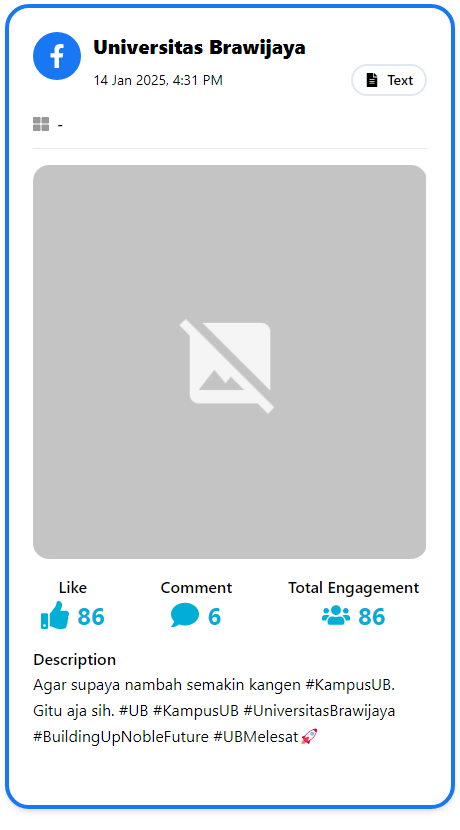 Universitas Brawijaya
14 Jan 2025, 4:31 PM
Text
-
Like
Comment
Total Engagement
86
6
86
Description
Agar supaya nambah semakin kangen #KampusUB.
Gitu aja sih. #UB #KampusUB #UniversitasBrawijaya
#BuildingUpNobleFuture #UBMelesat🚀